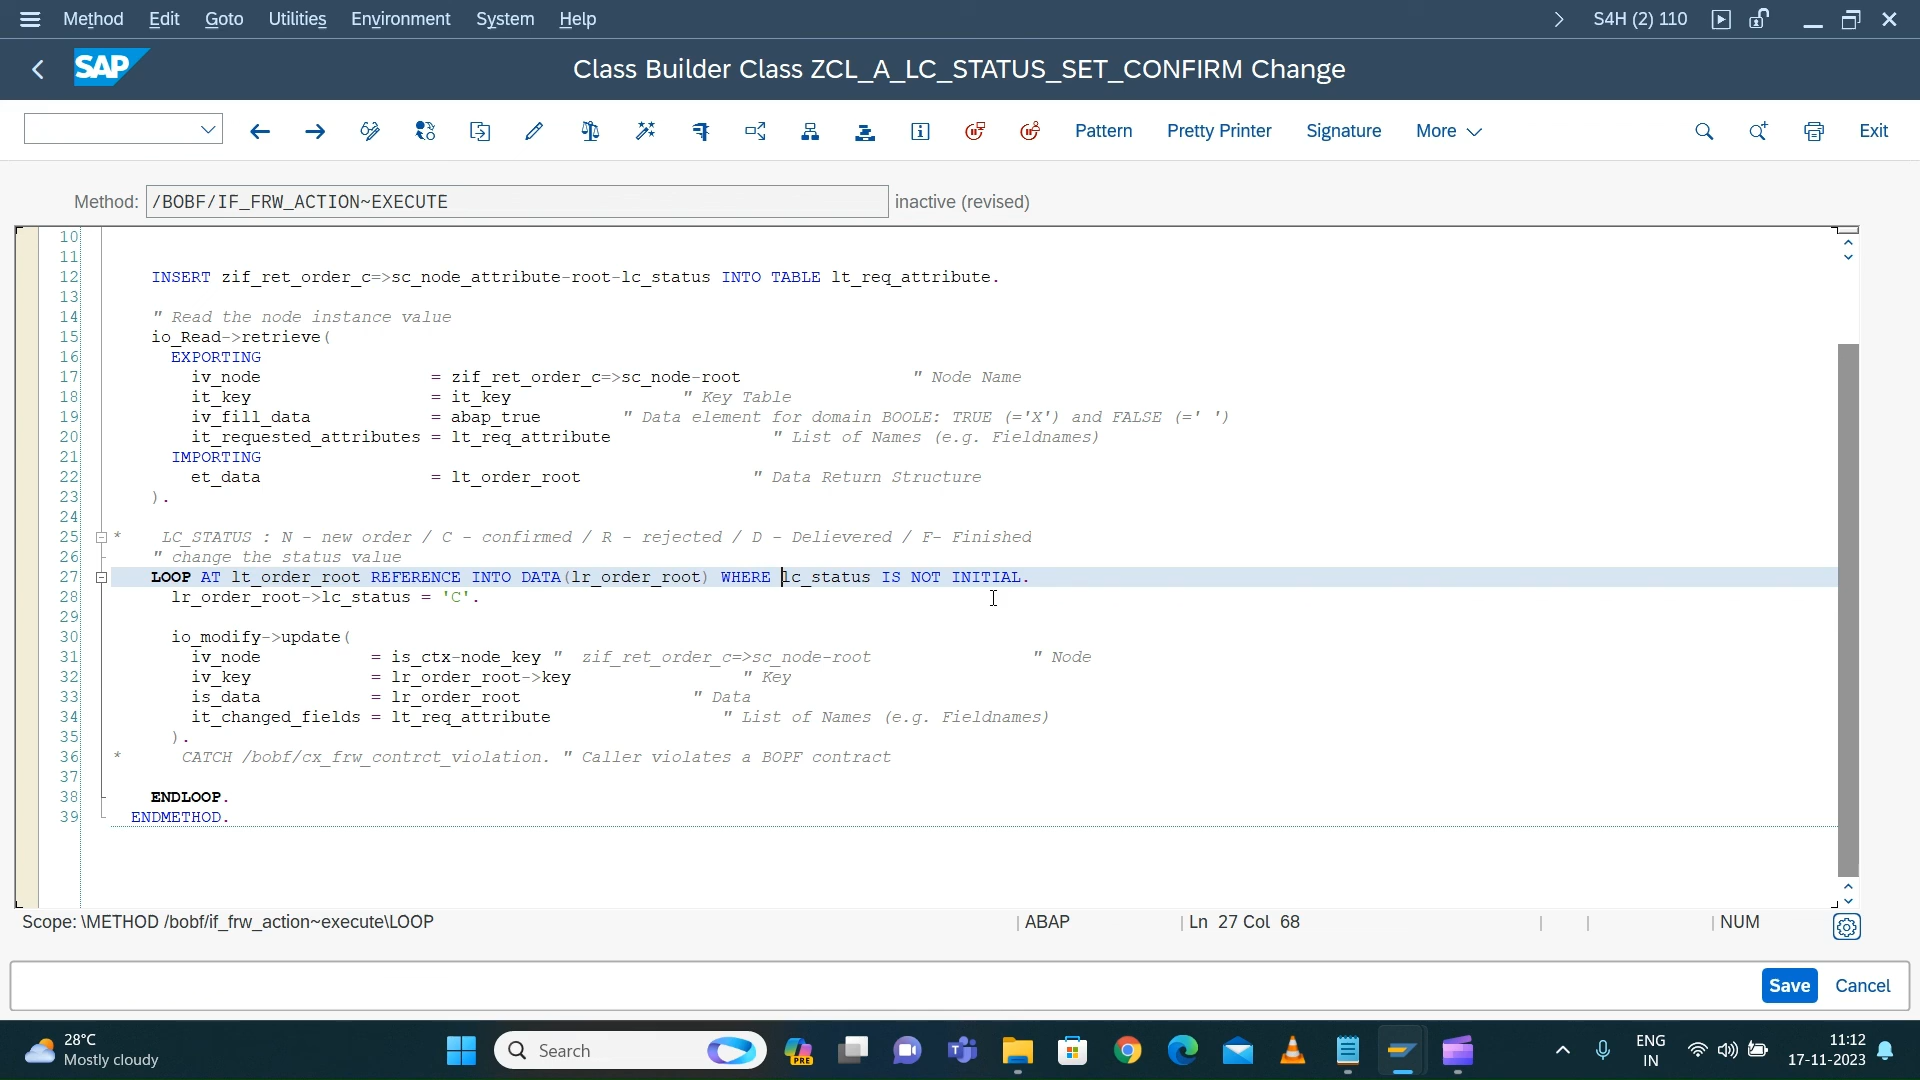 Method Edit Goto Utilities Environment System Help S4H (2) 110
SAP Class Builder Class ZCL_A_LC_STATUS_SET_CONFIRM Change
Pattern Pretty Printer Signature More Exit
Method: /BOBF/IF_FRW_ACTION~EXECUTE inactive (revised)
10
11
12 INSERT zif_ret_order_c=>sc_node_attribute-root-lc_status INTO TABLE lt_req_attribute.
13
14 " Read the node instance value
15 io_Read->retrieve(
16 EXPORTING
17 iv_node = zif_ret_order_c=>sc_node-root " Node Name
18 it_key = it_key " Key Table
19 iv_fill_data = abap_true " Data element for domain BOOLE: TRUE (='X') and FALSE (=' ')
20 it_requested_attributes = lt_req_attribute " List of Names (e.g. Fieldnames)
21 IMPORTING
22 et_data = lt_order_root " Data Return Structure
23 ).
24
25 * LC_STATUS : N - new order / C - confirmed / R - rejected / D - Delievered / F- Finished
26 " change the status value
27 LOOP AT lt_order_root REFERENCE INTO DATA(lr_order_root) WHERE lc_status IS NOT INITIAL.
28 lr_order_root->lc_status = 'C'.
29
30 io_modify->update(
31 iv_node = is_ctx-node_key " zif_ret_order_c=>sc_node-root " Node
32 iv_key = lr_order_root->key " Key
33 is_data = lr_order_root " Data
34 it_changed_fields = lt_req_attribute " List of Names (e.g. Fieldnames)
35 ).
36 * CATCH /bobf/cx_frw_contrct_violation. " Caller violates a BOPF contract
37
38 ENDLOOP.
39 ENDMETHOD.
Scope: \METHOD /bobf/if_frw_action~execute\LOOP ABAP Ln 27 Col 68 NUM
Save Cancel
28°C
Mostly cloudy
Search
PRE
ENG
IN
11:12
17-11-2023